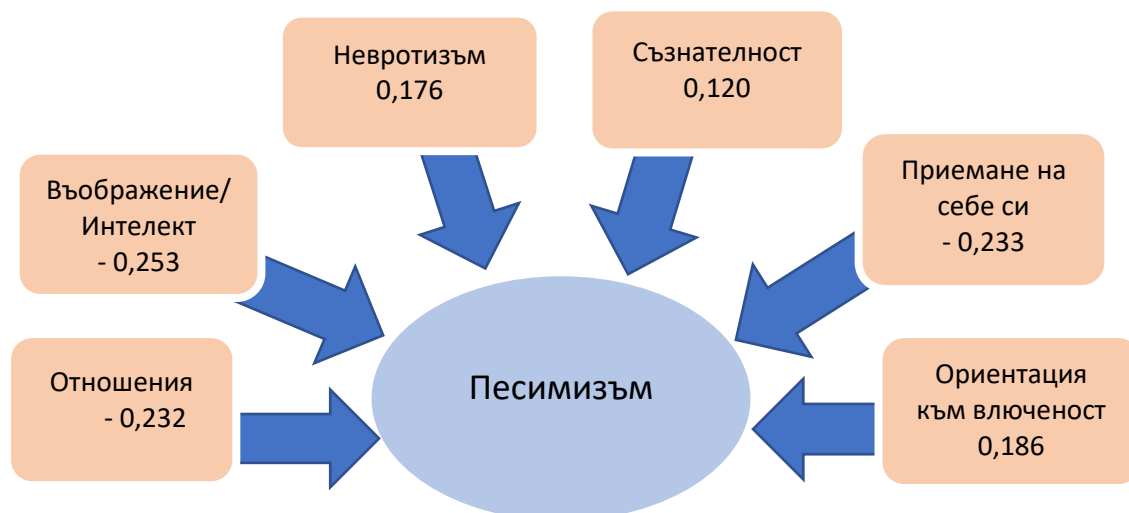 Невротизъм
0,176
Съзнателност
0,120
Въображение/
Интелект
- 0,253
Приемане на
себе си
- 0,233
Отношения
- 0,232
Песимизъм
Ориентация
към влюченост
0,186